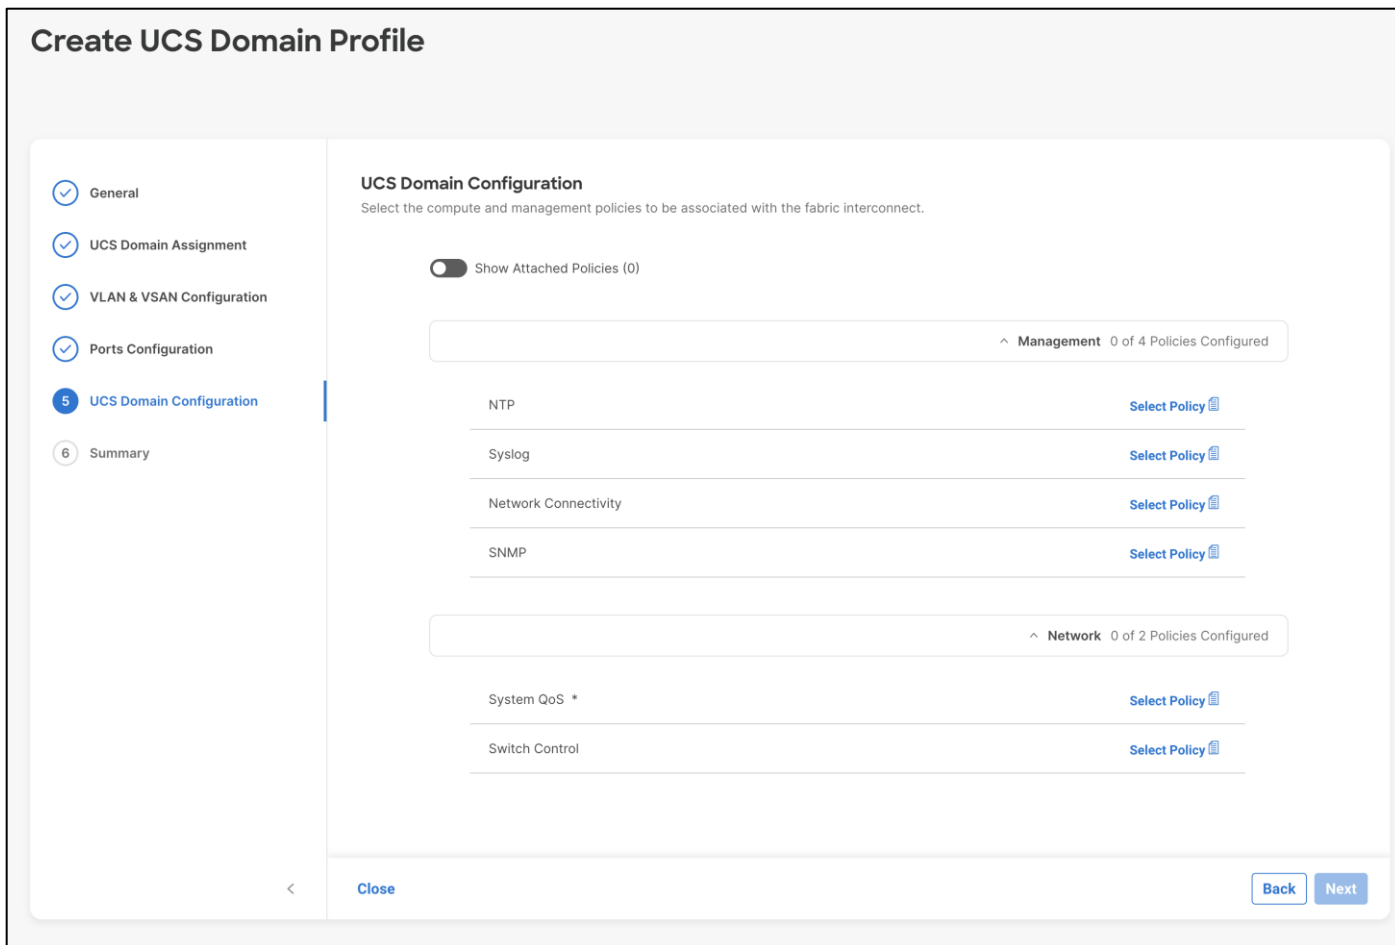 Create UCS Domain Profile
General
UCS Domain Assignment
VLAN & VSAN Configuration
Ports Configuration
5 UCS Domain Configuration
6 Summary
UCS Domain Configuration
Select the compute and management policies to be associated with the fabric interconnect.
Show Attached Policies (0)
Management 0 of 4 Policies Configured
NTP Select Policy
Syslog Select Policy
Network Connectivity Select Policy
SNMP Select Policy
Network 0 of 2 Policies Configured
System QoS * Select Policy
Switch Control Select Policy
Close Back Next